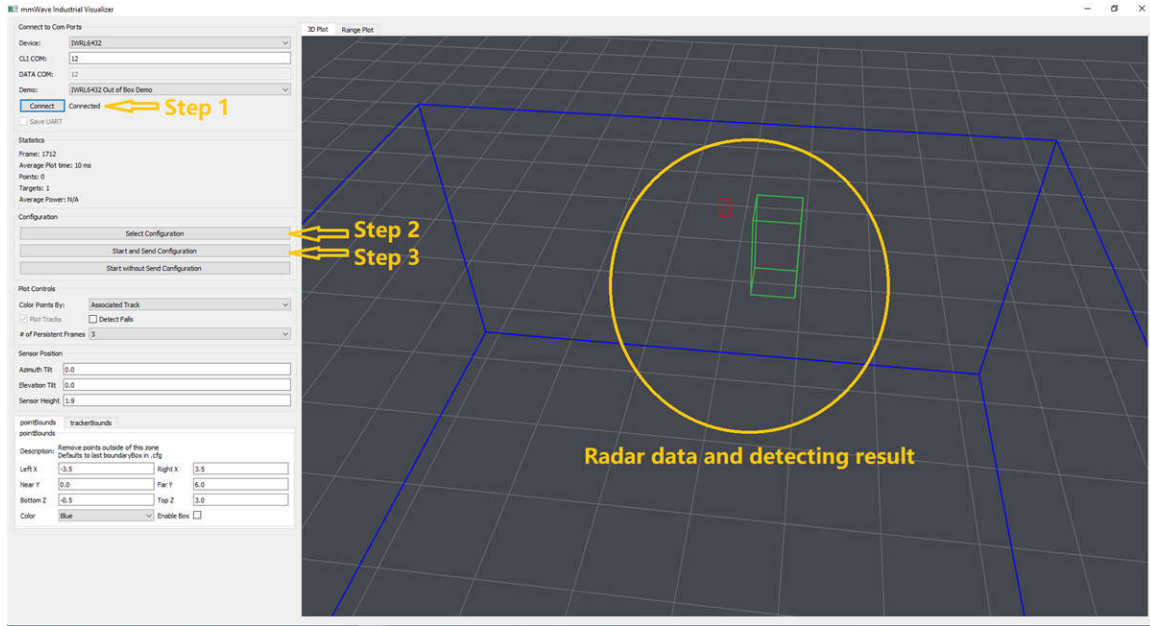 mmWave Industrial Visualizer
Connect to Com Ports
Device: IWRL6432
CLI COM: 12
DATA COM: 12
Demo: IWRL6432 Out of Box Demo
Connect Connected Step 1
Save UART
Statistics
Frame: 1712
Average Plot time: 10 ms
Points: 0
Targets: 1
Average Power: N/A
Configuration
Select Configuration Step 2
Start and Send Configuration Step 3
Start without Send Configuration
Plot Controls
Color Points By: Associated Track
Plot Tracks Detect Falls
# of Persistent Frames 3
Sensor Position
Azimuth Tilt 0.0
Elevation Tilt 0.0
Sensor Height 1.9
pointBounds trackerBounds
pointBounds
Description: Remove points outside of this zone
Defaults to last boundaryBox in .cfg
Left X -3.5 Right X 3.5
Near Y 0.0 Far Y 6.0
Bottom Z -0.5 Top Z 3.0
Color Blue Enable Box
3D Plot Range Plot
Radar data and detecting result